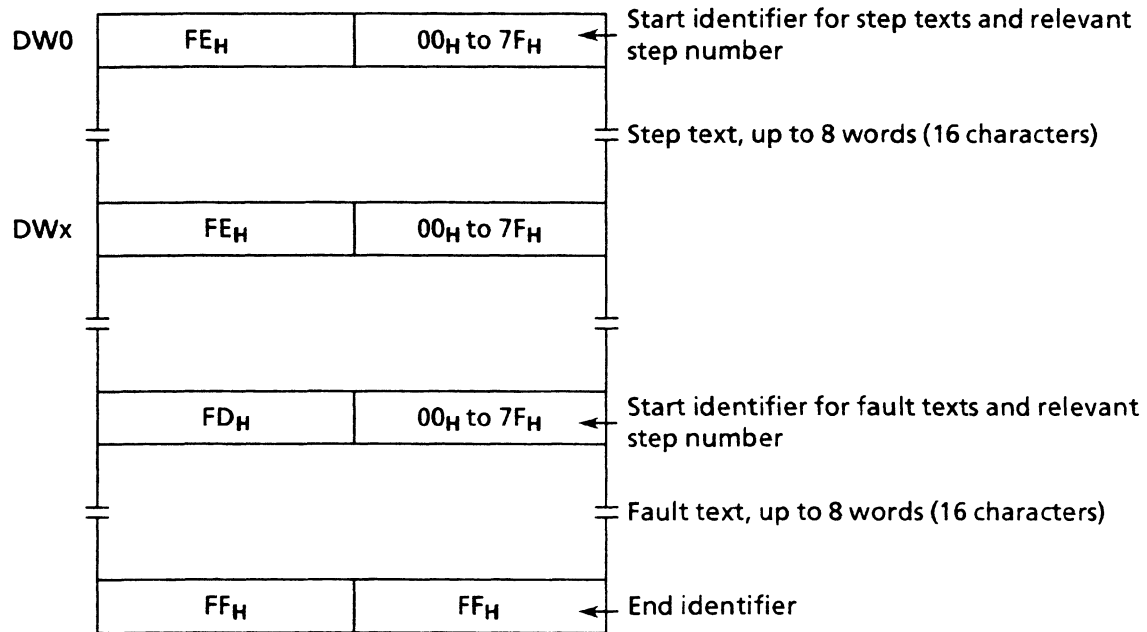 DW0 FEH 00H to 7FH Start identifier for step texts and relevant
step number
Step text, up to 8 words (16 characters)
DWx FEH 00H to 7FH
FDH 00H to 7FH Start identifier for fault texts and relevant
step number
Fault text, up to 8 words (16 characters)
FFH FFH End identifier